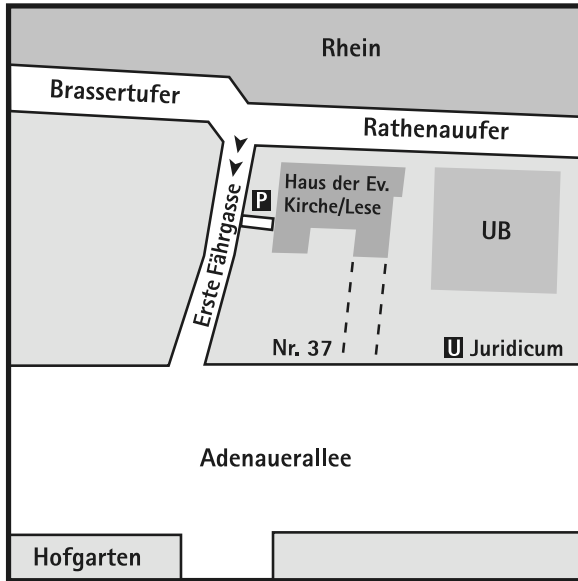 Rhein
Brassertufer
Rathenauufer
P
Haus der Ev.
Kirche/Lese
UB
Erste Fährgasse
Nr. 37
U Juridicum
Adenauerallee
Hofgarten